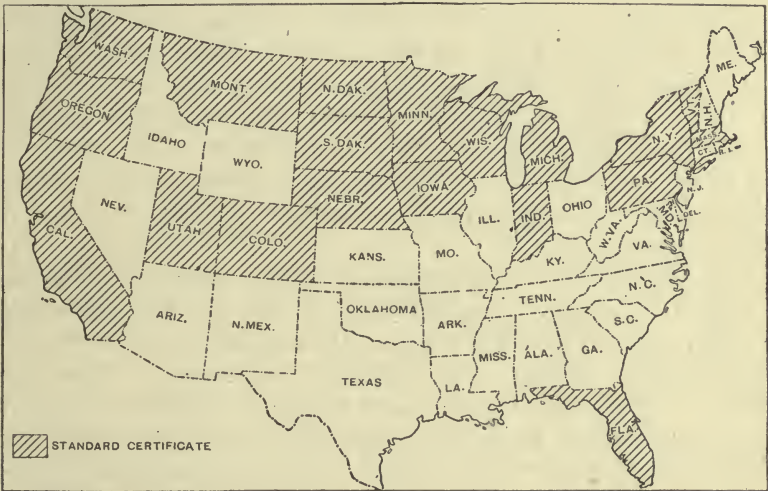 WASH.
MONT.
N. DAK.
MINN.
ME.
OREGON
IDAHO
S. DAK.
WIS.
MICH.
N.Y.
VT.
N.H.
MASS.
CT.
R.I.
WYO.
NEBR.
IOWA
PA.
N.J.
NEV.
UTAH
COLO.
ILL.
IND.
OHIO
MD.
DEL.
CAL.
KANS.
MO.
W.VA.
VA.
KY.
N.C.
TENN.
ARIZ.
N.MEX.
OKLAHOMA
ARK.
S.C.
MISS.
ALA.
GA.
TEXAS
LA.
FLA.
STANDARD CERTIFICATE